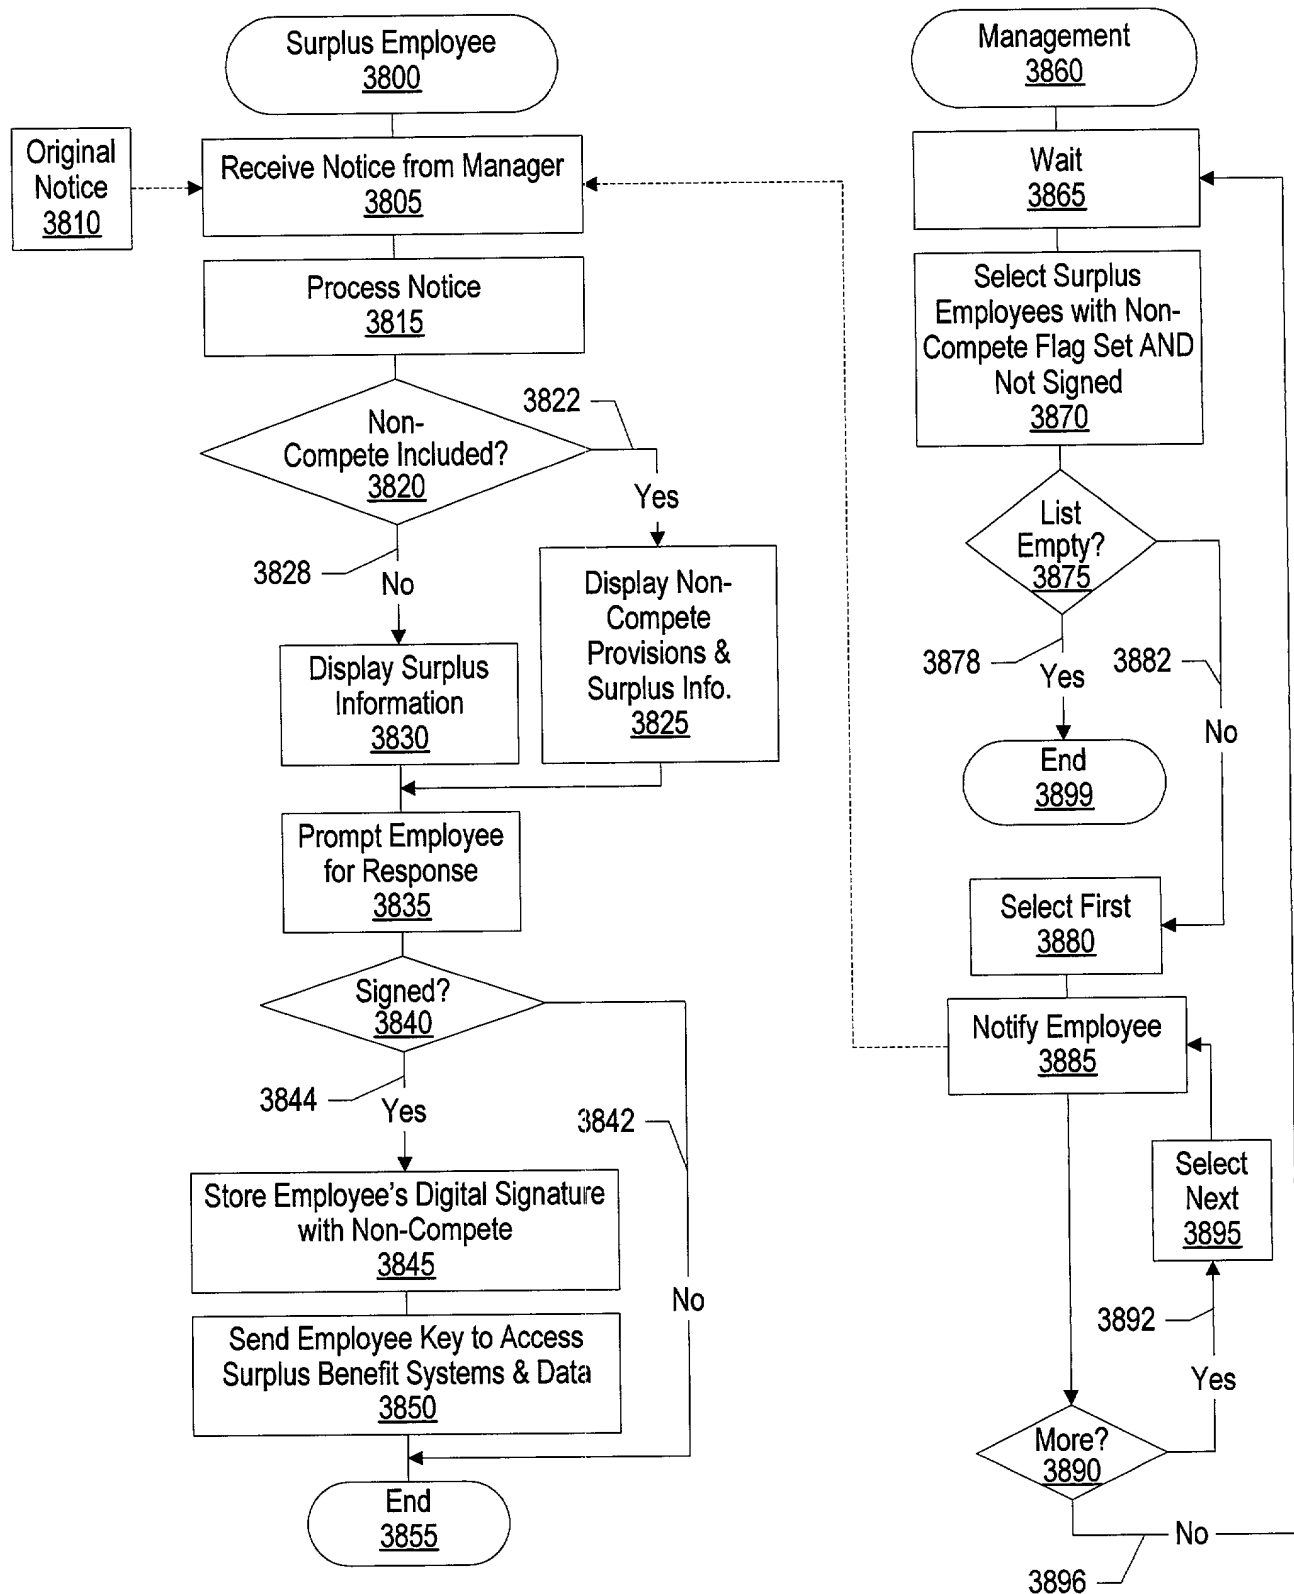 Surplus Employee
3800
Original
Notice
3810
Receive Notice from Manager
3805
Process Notice
3815
3822
Non-
Compete Included?
3820
Yes
3828
No
Display Surplus
Information
3830
Display Non-
Compete
Provisions &
Surplus Info.
3825
Prompt Employee
for Response
3835
Signed?
3840
3844
Yes
3842
No
Store Employee's Digital Signature
with Non-Compete
3845
Send Employee Key to Access
Surplus Benefit Systems & Data
3850
End
3855
Management
3860
Wait
3865
Select Surplus
Employees with Non-
Compete Flag Set AND
Not Signed
3870
List
Empty?
3875
3878
Yes
3882
No
End
3899
Select First
3880
Notify Employee
3885
Select
Next
3895
3892
Yes
More?
3890
No
3896